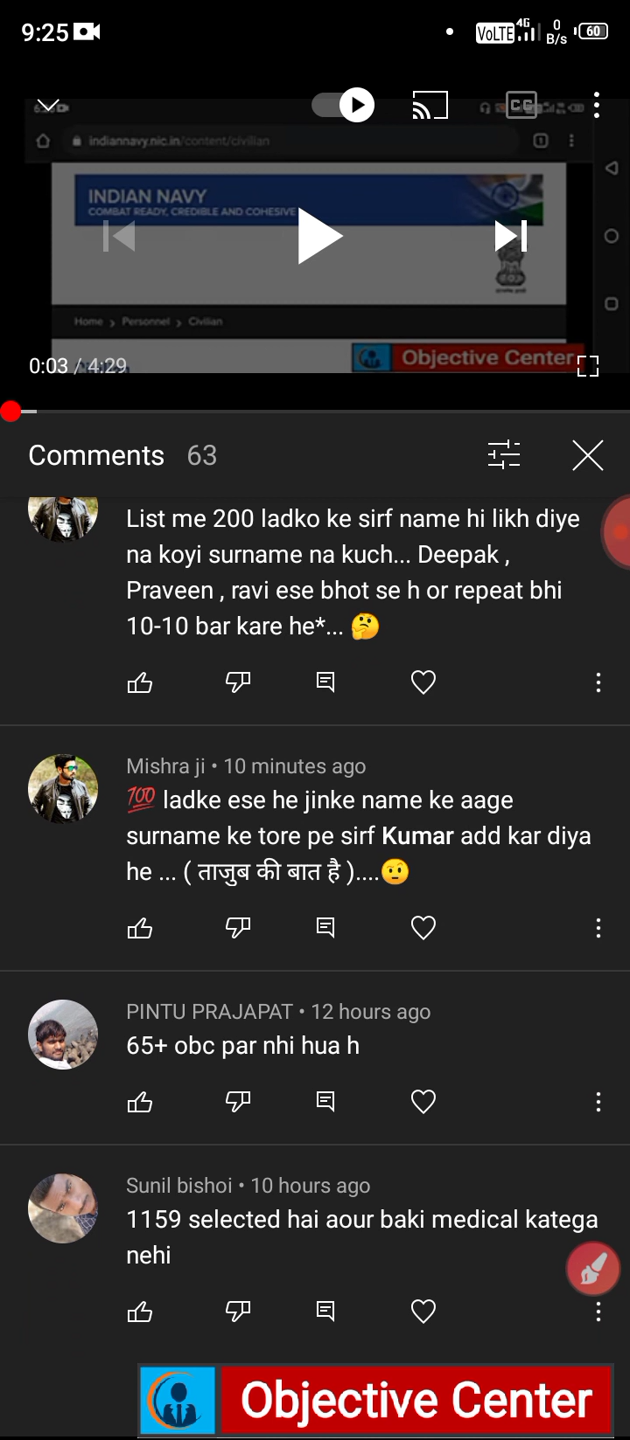 9:25
VoLTE 4G 0 B/s 60
CC
indiannavy.nic.in/content/civilian
INDIAN NAVY
COMBAT READY, CREDIBLE AND COHESIVE
Home > Personnel > Civilian
Objective Center
0:03 / 4:29
Comments 63
List me 200 ladko ke sirf name hi likh diye
na koyi surname na kuch... Deepak ,
Praveen , ravi ese bhot se h or repeat bhi
10-10 bar kare he*... 🤔
Mishra ji • 10 minutes ago
💯 ladke ese he jinke name ke aage
surname ke tore pe sirf Kumar add kar diya
he ... ( ताजुब की बात है )....🤨
PINTU PRAJAPAT • 12 hours ago
65+ obc par nhi hua h
Sunil bishoi • 10 hours ago
1159 selected hai aour baki medical katega
nehi
Objective Center